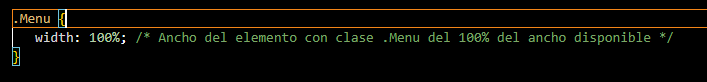 .Menu {
width: 100%; /* Ancho del elemento con clase .Menu del 100% del ancho disponible */
}